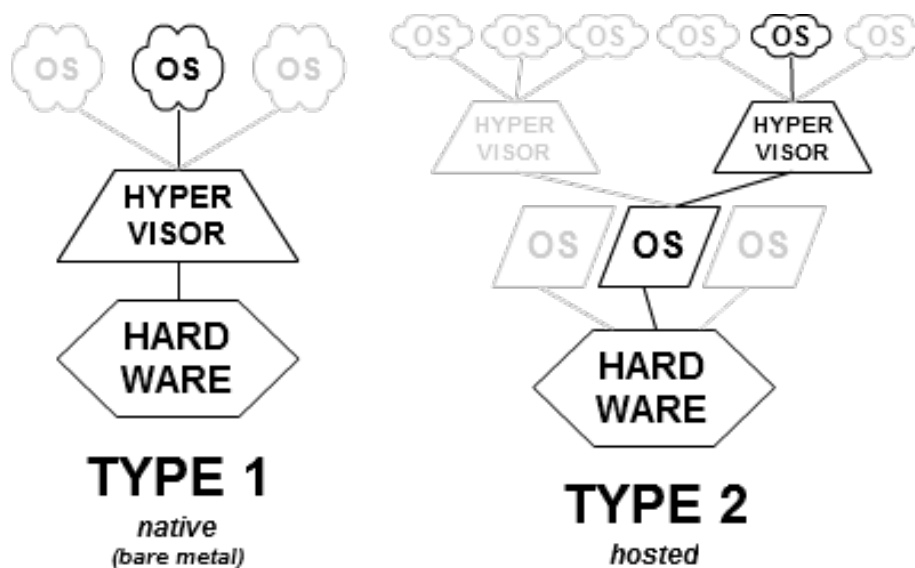 OS OS OS
HYPER
VISOR
HARD
WARE
TYPE 1
native
(bare metal)
OS OS OS OS OS OS
HYPER HYPER
VISOR VISOR
OS OS OS
HARD
WARE
TYPE 2
hosted